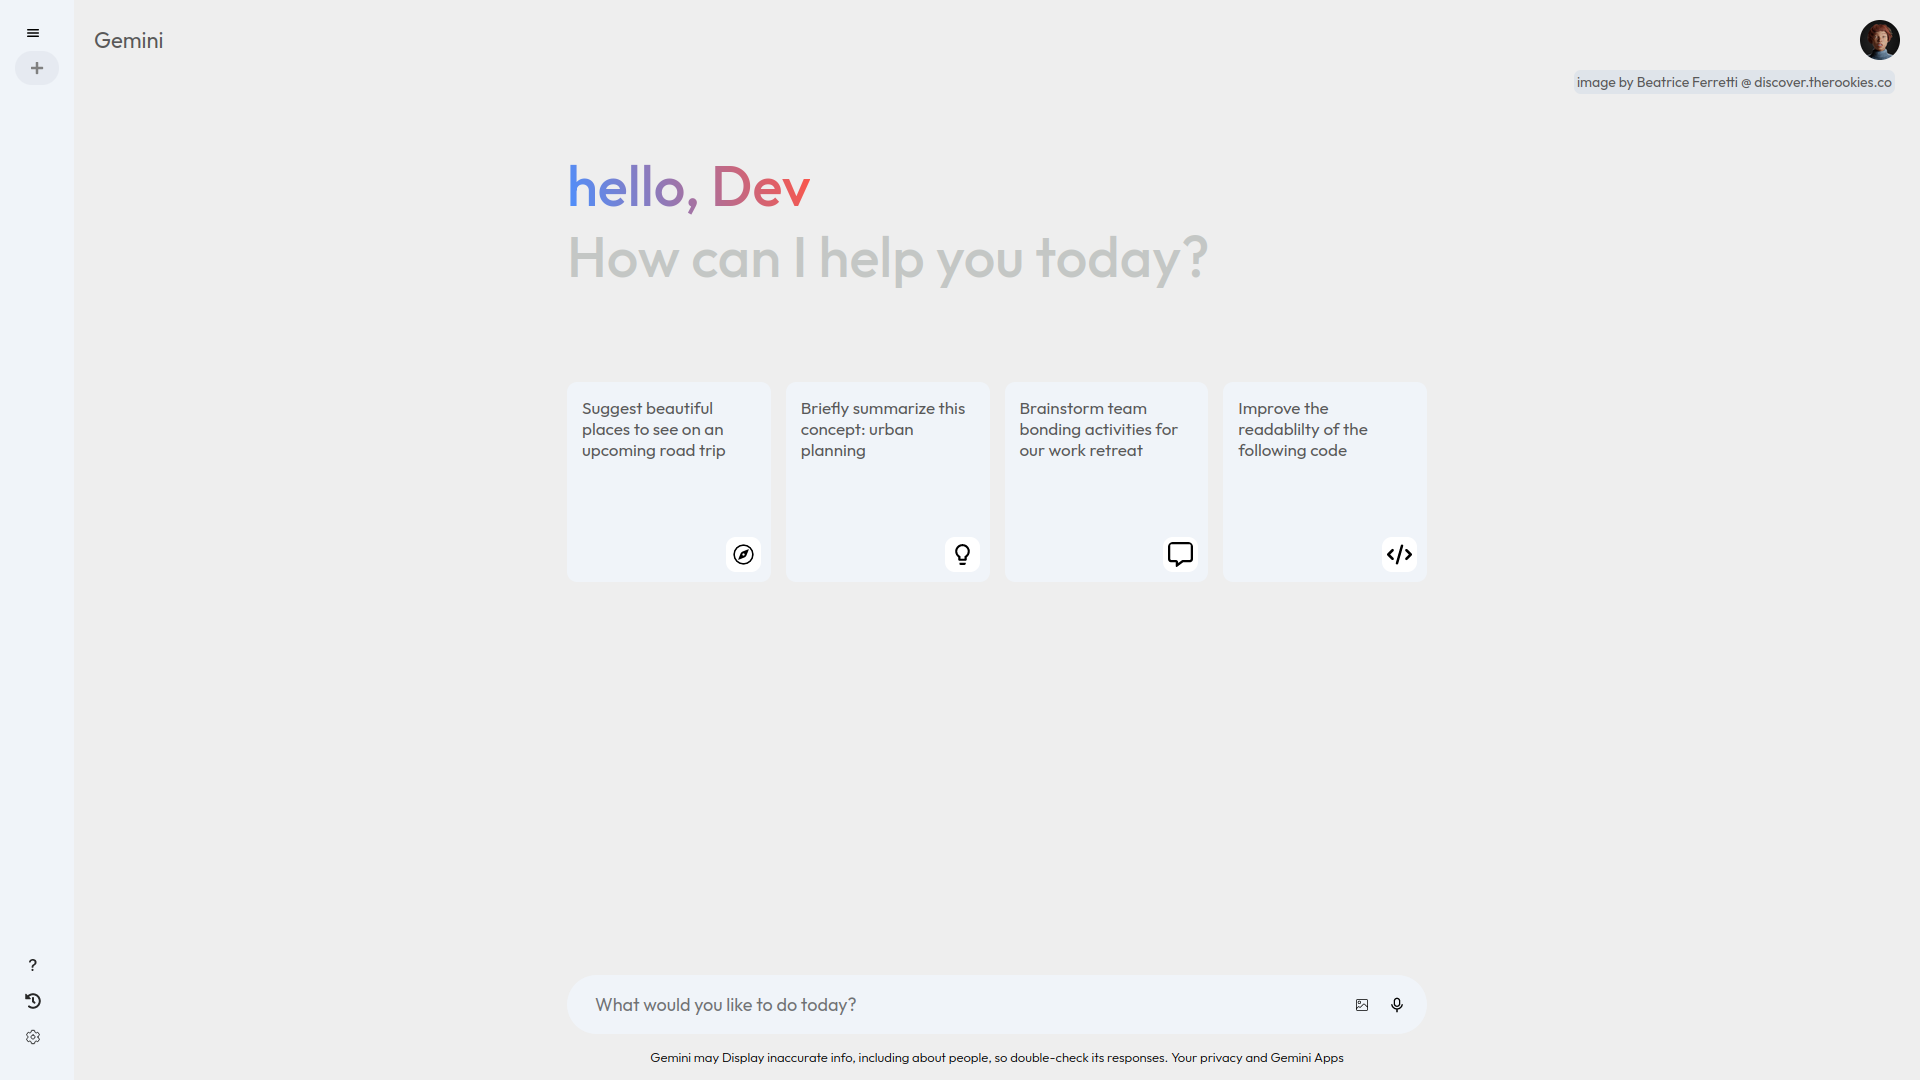 Gemini
image by Beatrice Ferretti @ discover.therookies.co
hello, Dev
How can I help you today?
Suggest beautiful
places to see on an
upcoming road trip
Briefly summarize this
concept: urban
planning
Brainstorm team
bonding activities for
our work retreat
Improve the
readablilty of the
following code
?
What would you like to do today?
Gemini may Display inaccurate info, including about people, so double-check its responses. Your privacy and Gemini Apps